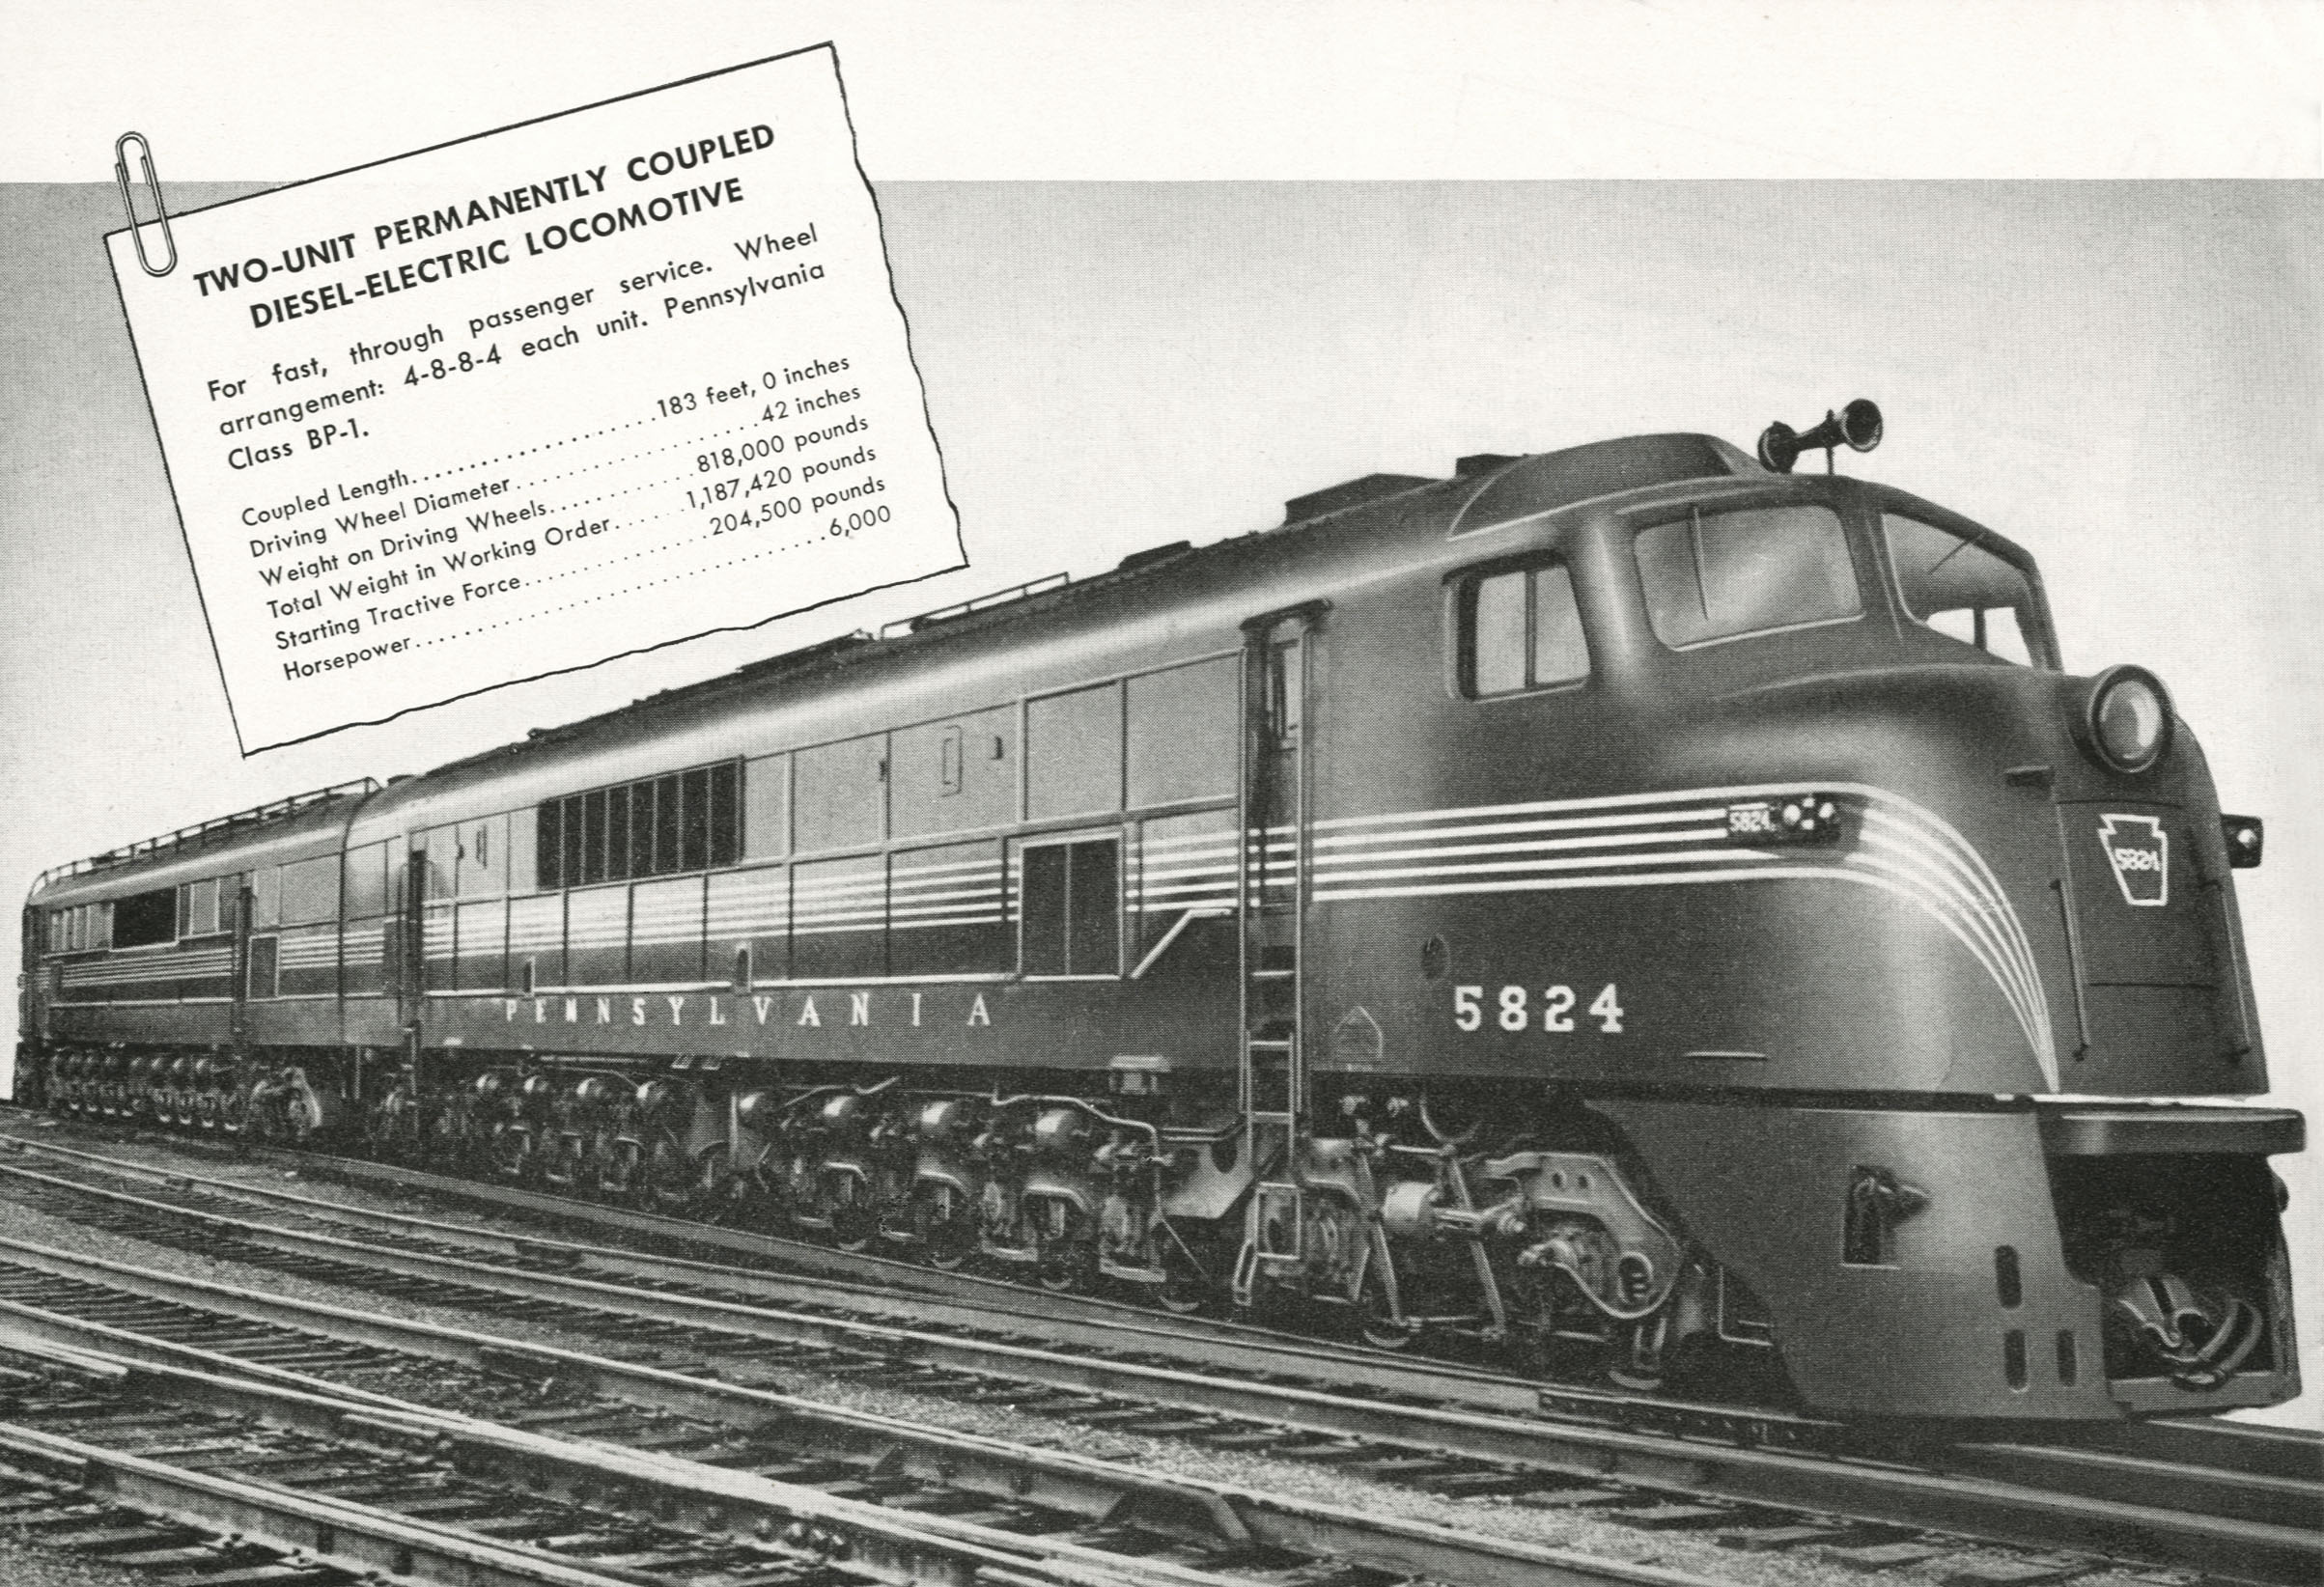 TWO-UNIT PERMANENTLY COUPLED
DIESEL-ELECTRIC LOCOMOTIVE
For fast, through passenger service. Wheel
arrangement: 4-8-8-4 each unit. Pennsylvania
Class BP-1.
Coupled Length....................183 feet, 0 inches
Driving Wheel Diameter....................42 inches
Weight on Driving Wheels............818,000 pounds
Total Weight in Working Order......1,187,420 pounds
Starting Tractive Force...............204,500 pounds
Horsepower..................................6,000
5824
5824
PENNSYLVANIA
5824